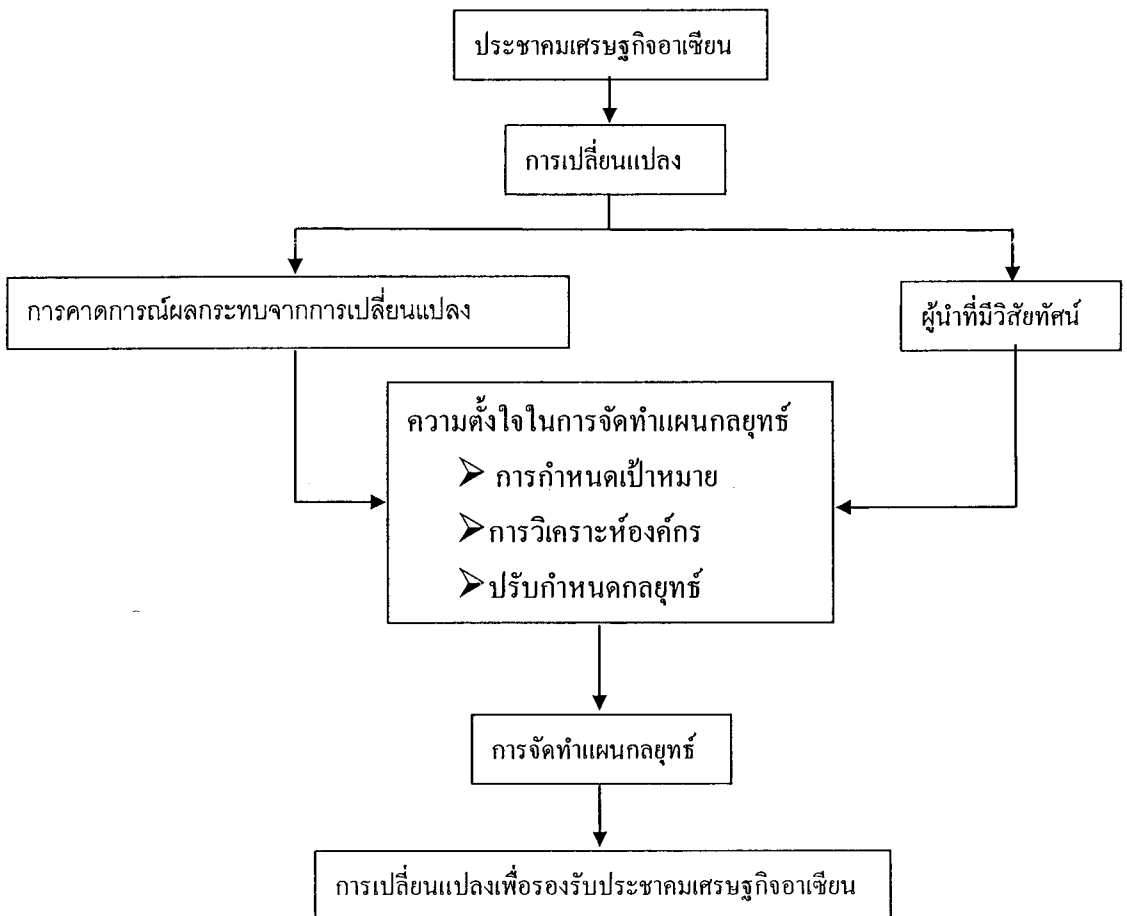 ประชาคมเศรษฐกิจอาเซียน
การเปลี่ยนแปลง
การคาดการณ์ผลกระทบจากการเปลี่ยนแปลง
ผู้นำที่มีวิสัยทัศน์
ความตั้งใจในการจัดทำแผนกลยุทธ์
➢ การกำหนดเป้าหมาย
➢ การวิเคราะห์องค์กร
➢ ปรับกำหนดกลยุทธ์
การจัดทำแผนกลยุทธ์
การเปลี่ยนแปลงเพื่อรองรับประชาคมเศรษฐกิจอาเซียน